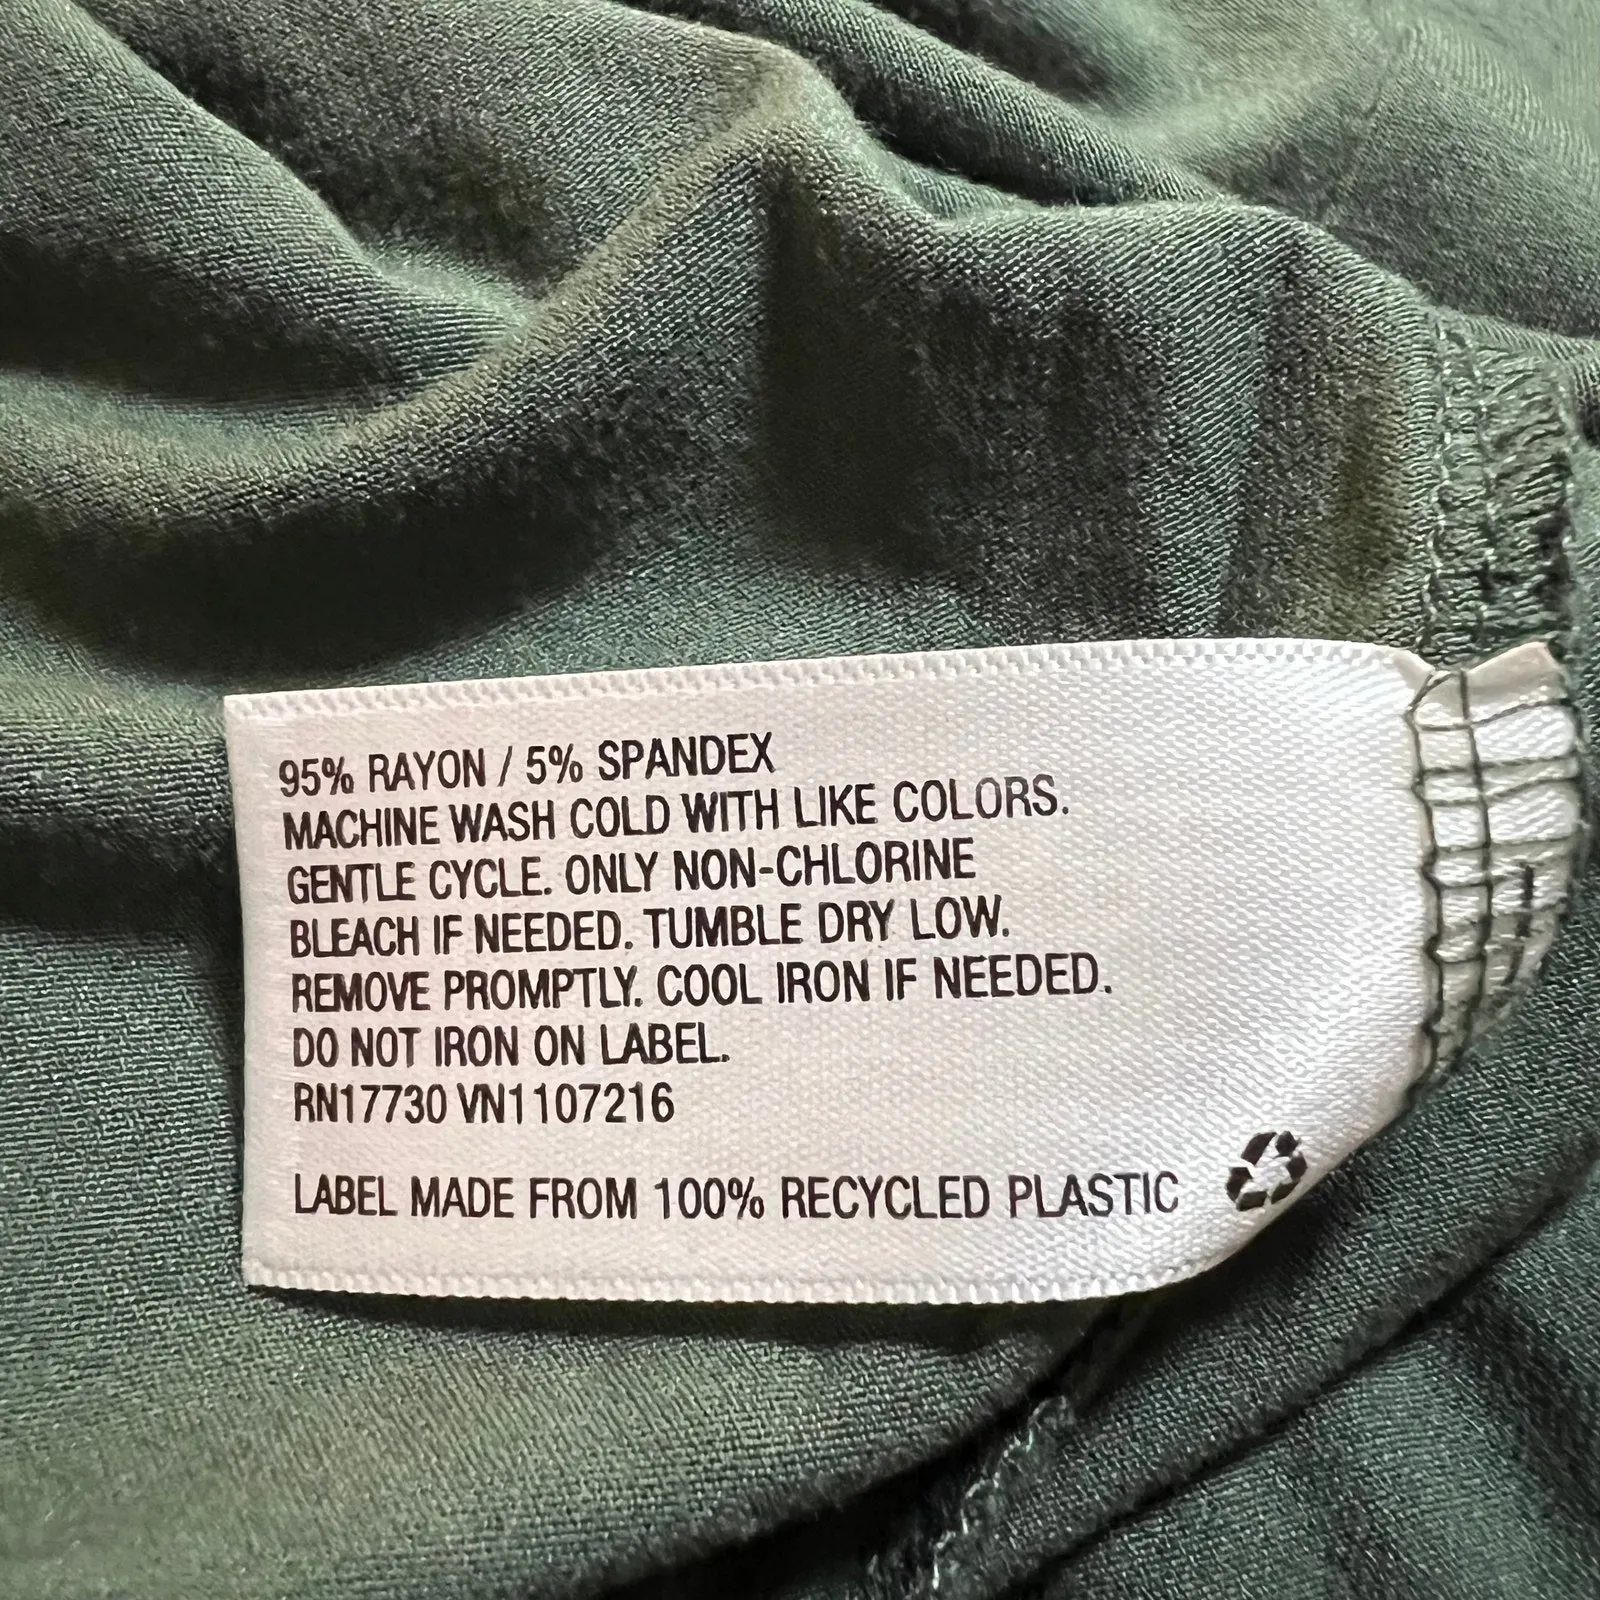 95% RAYON / 5% SPANDEX
MACHINE WASH COLD WITH LIKE COLORS.
GENTLE CYCLE. ONLY NON-CHLORINE
BLEACH IF NEEDED. TUMBLE DRY LOW.
REMOVE PROMPTLY. COOL IRON IF NEEDED.
DO NOT IRON ON LABEL.
RN17730 VN1107216
LABEL MADE FROM 100% RECYCLED PLASTIC